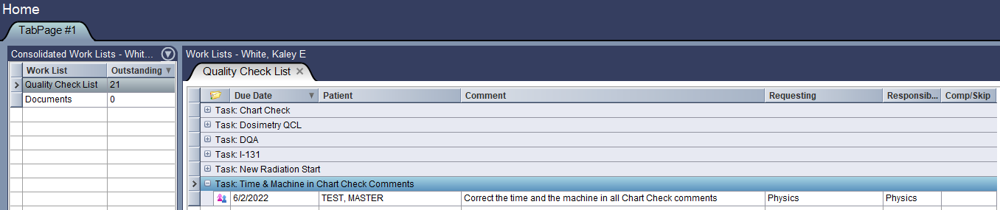 Home
TabPage #1
Consolidated Work Lists - Whit...
Work List Outstanding
Quality Check List 21
Documents 0
Work Lists - White, Kaley E
Quality Check List
Due Date Patient Comment Requesting Responsib... Comp/Skip
Task: Chart Check
Task: Dosimetry QCL
Task: DQA
Task: I-131
Task: New Radiation Start
Task: Time & Machine in Chart Check Comments
6/2/2022 TEST, MASTER Correct the time and the machine in all Chart Check comments Physics Physics